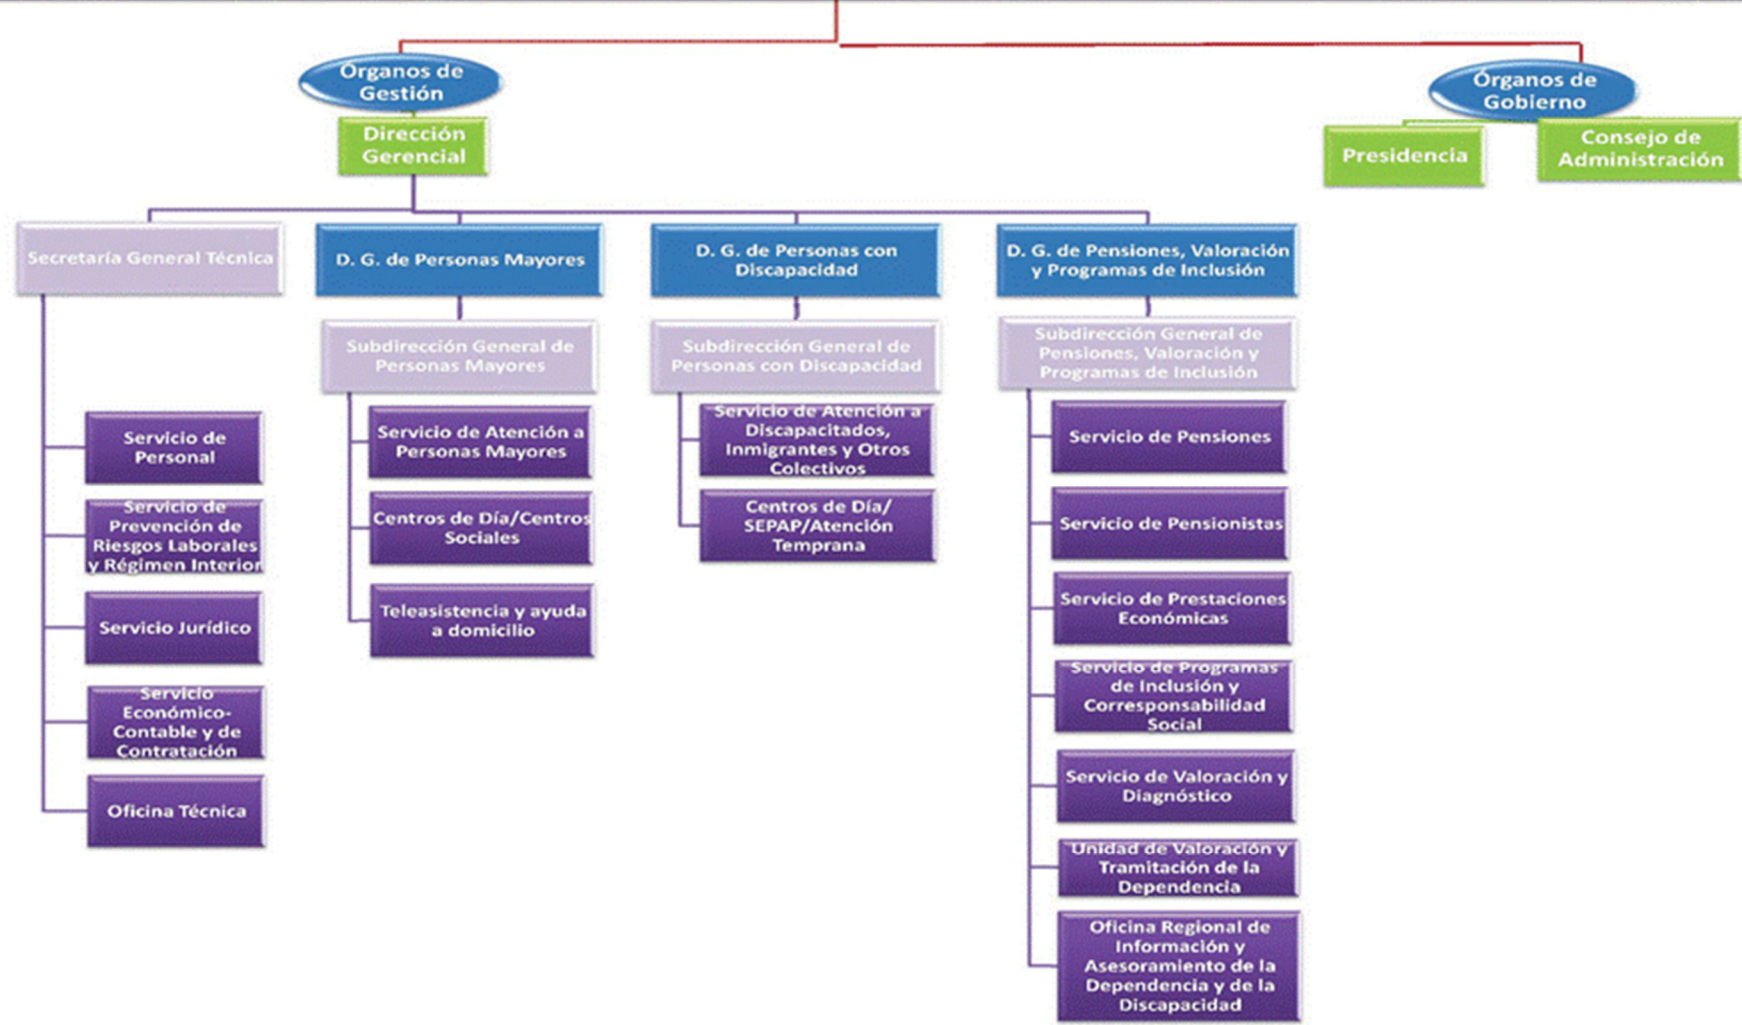 Órganos de
Gestión
Órganos de
Gobierno
Dirección
Gerencial
Presidencia
Consejo de
Administración
Secretaría General Técnica
D. G. de Personas Mayores
D. G. de Personas con
Discapacidad
D. G. de Pensiones, Valoración
y Programas de Inclusión
Subdirección General de
Personas Mayores
Subdirección General de
Personas con Discapacidad
Subdirección General de
Pensiones, Valoración y
Programas de Inclusión
Servicio de
Personal
Servicio de
Prevención de
Riesgos Laborales
y Régimen Interior
Servicio Jurídico
Servicio
Económico-
Contable y de
Contratación
Oficina Técnica
Servicio de Atención a
Personas Mayores
Centros de Día/Centros
Sociales
Teleasistencia y ayuda
a domicilio
Servicio de Atención a
Discapacitados,
Inmigrantes y Otros
Colectivos
Centros de Día/
SEPAP/Atención
Temprana
Servicio de Pensiones
Servicio de Pensionistas
Servicio de Prestaciones
Económicas
Servicio de Programas
de Inclusión y
Corresponsabilidad
Social
Servicio de Valoración y
Diagnóstico
Unidad de Valoración y
Tramitación de la
Dependencia
Oficina Regional de
Información y
Asesoramiento de la
Dependencia y de la
Discapacidad